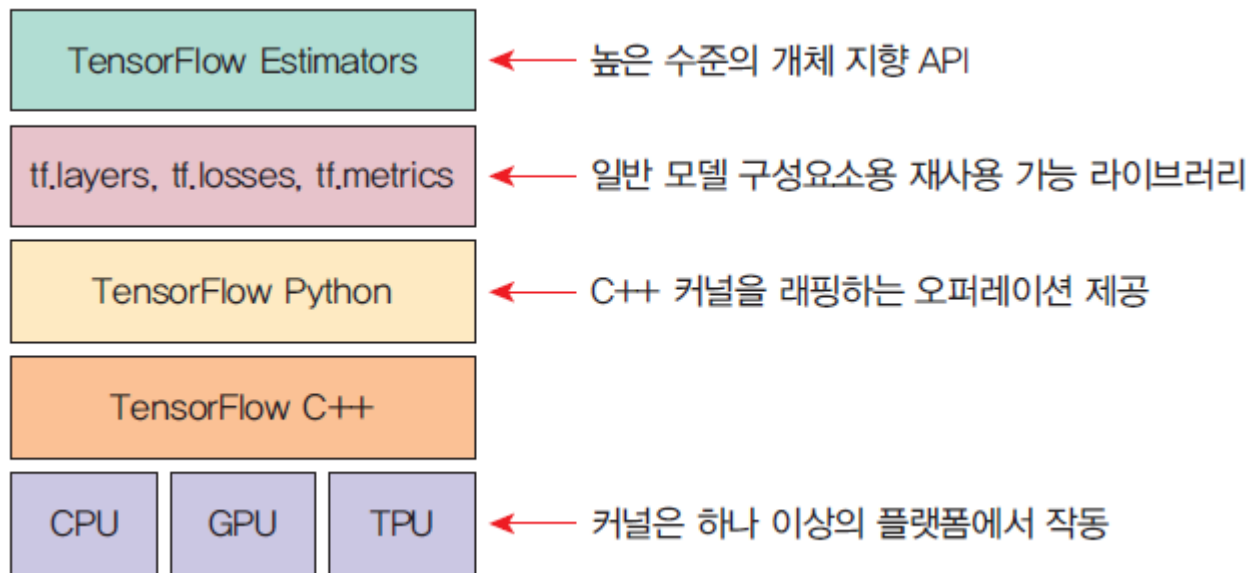 TensorFlow Estimators
높은 수준의 개체 지향 API
tf.layers, tf.losses, tf.metrics
일반 모델 구성요소용 재사용 가능 라이브러리
TensorFlow Python
C++ 커널을 래핑하는 오퍼레이션 제공
TensorFlow C++
CPU
GPU
TPU
커널은 하나 이상의 플랫폼에서 작동